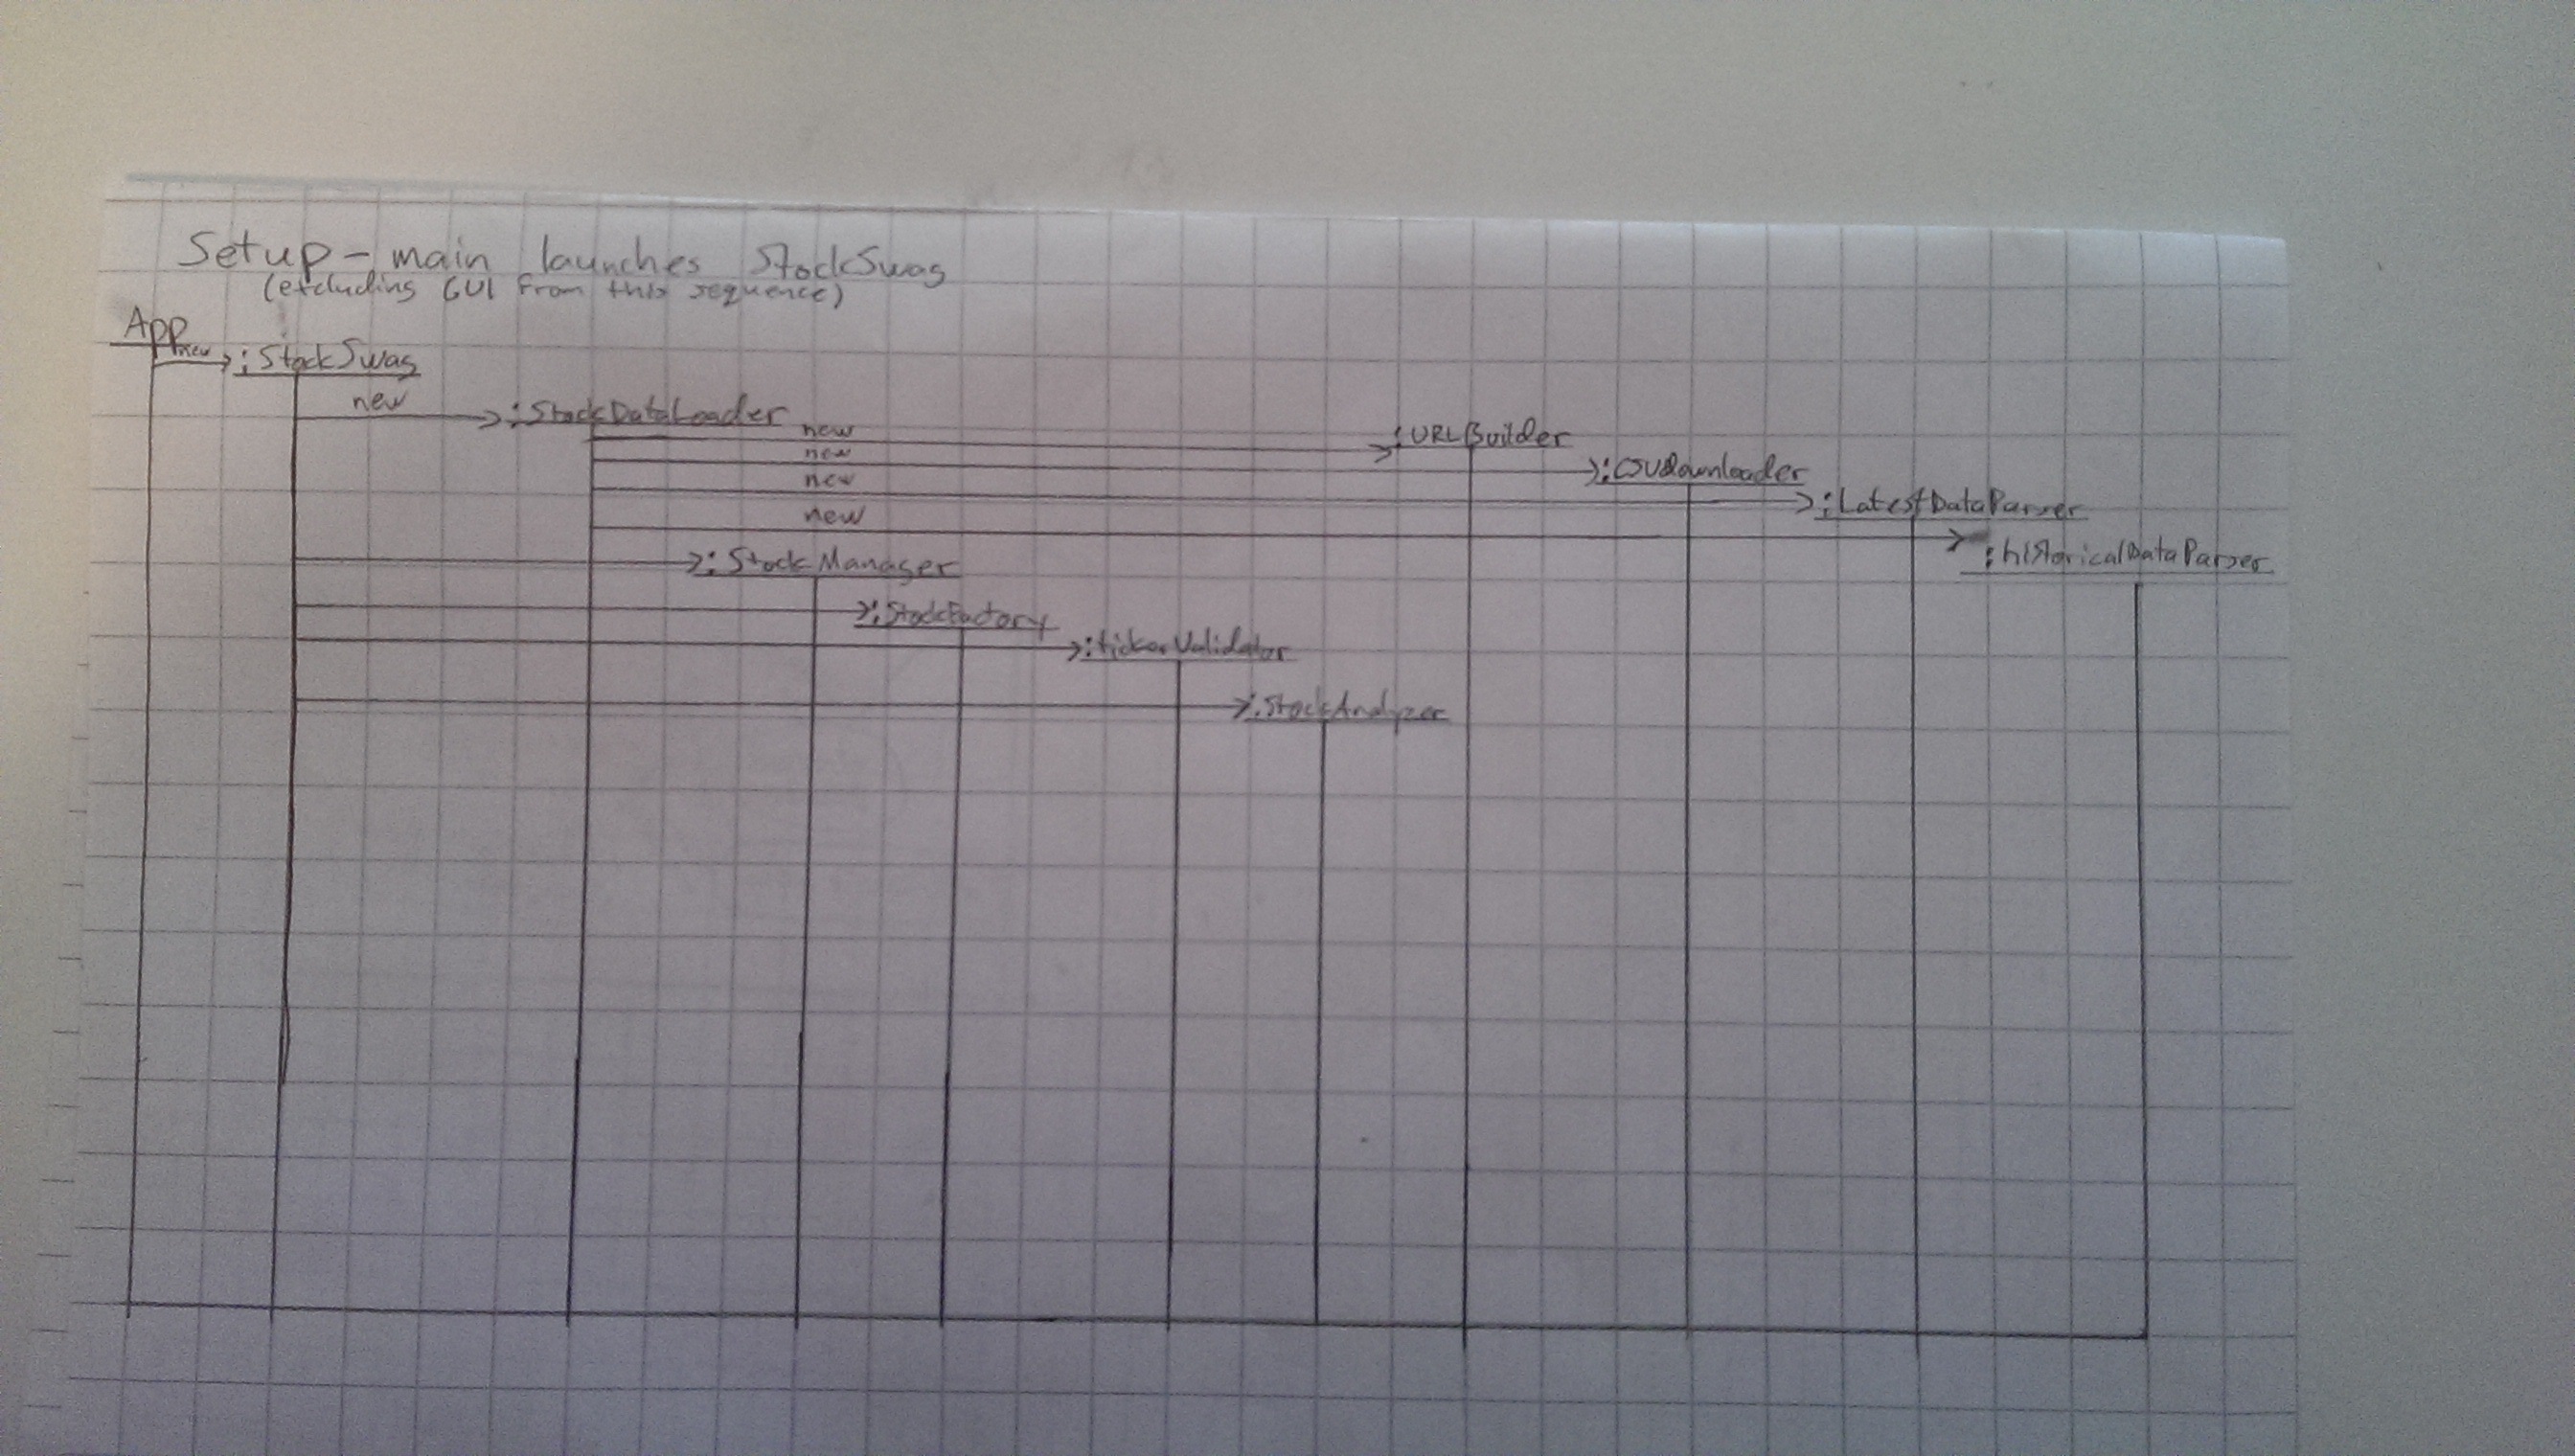 Setup - main launches StockSwag
(excluding GUI from this sequence)
App
new
:StockSwag
new
:StockDataLoader
new
:URLBuilder
new
:CSVdownloader
new
:LatestDataParser
new
:historicalDataParser
:StockManager
:StockFactory
:tickerValidator
:StockAnalyzer